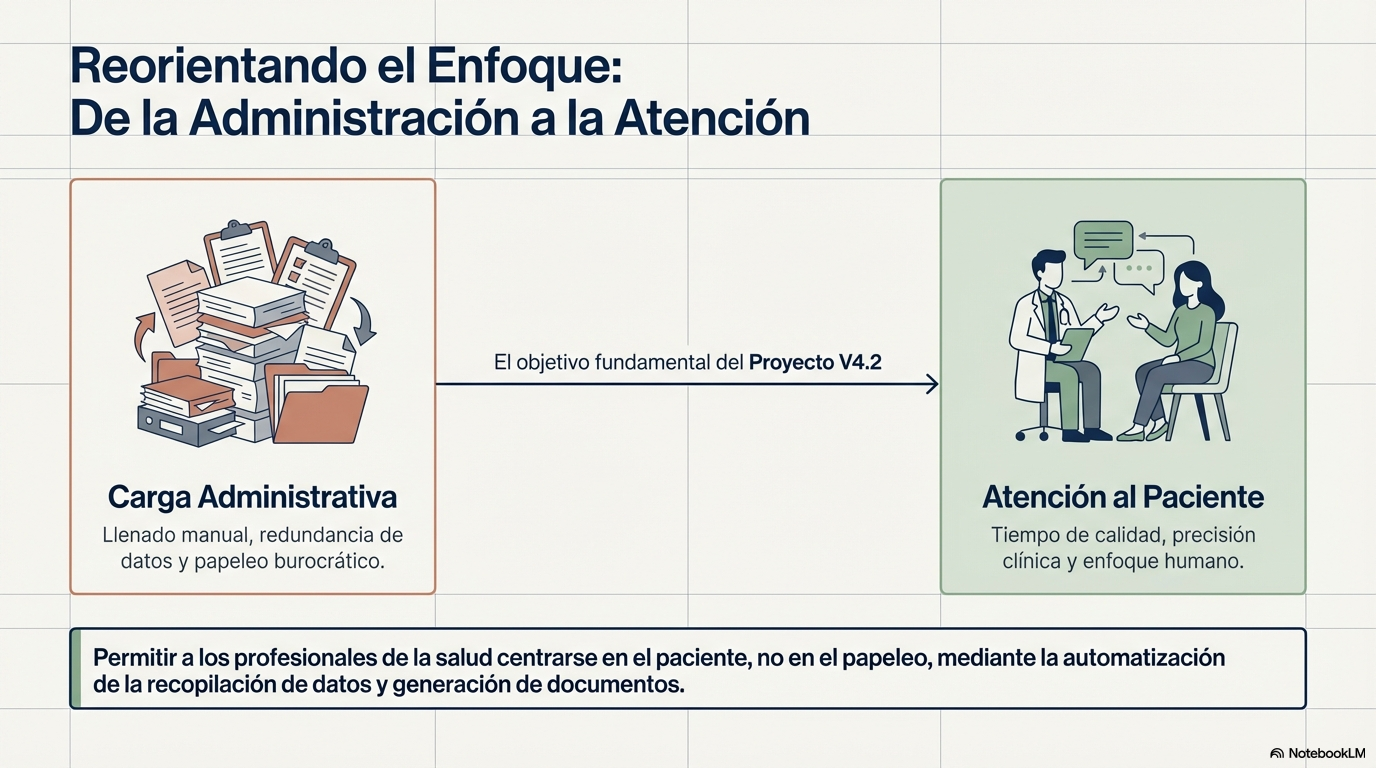 Reorientando el Enfoque:
De la Administración a la Atención
El objetivo fundamental del Proyecto V4.2
Carga Administrativa
Llenado manual, redundancia de
datos y papeleo burocrático.
Atención al Paciente
Tiempo de calidad, precisión
clínica y enfoque humano.
Permitir a los profesionales de la salud centrarse en el paciente, no en el papeleo, mediante la automatización
de la recopilación de datos y generación de documentos.
NotebookLM